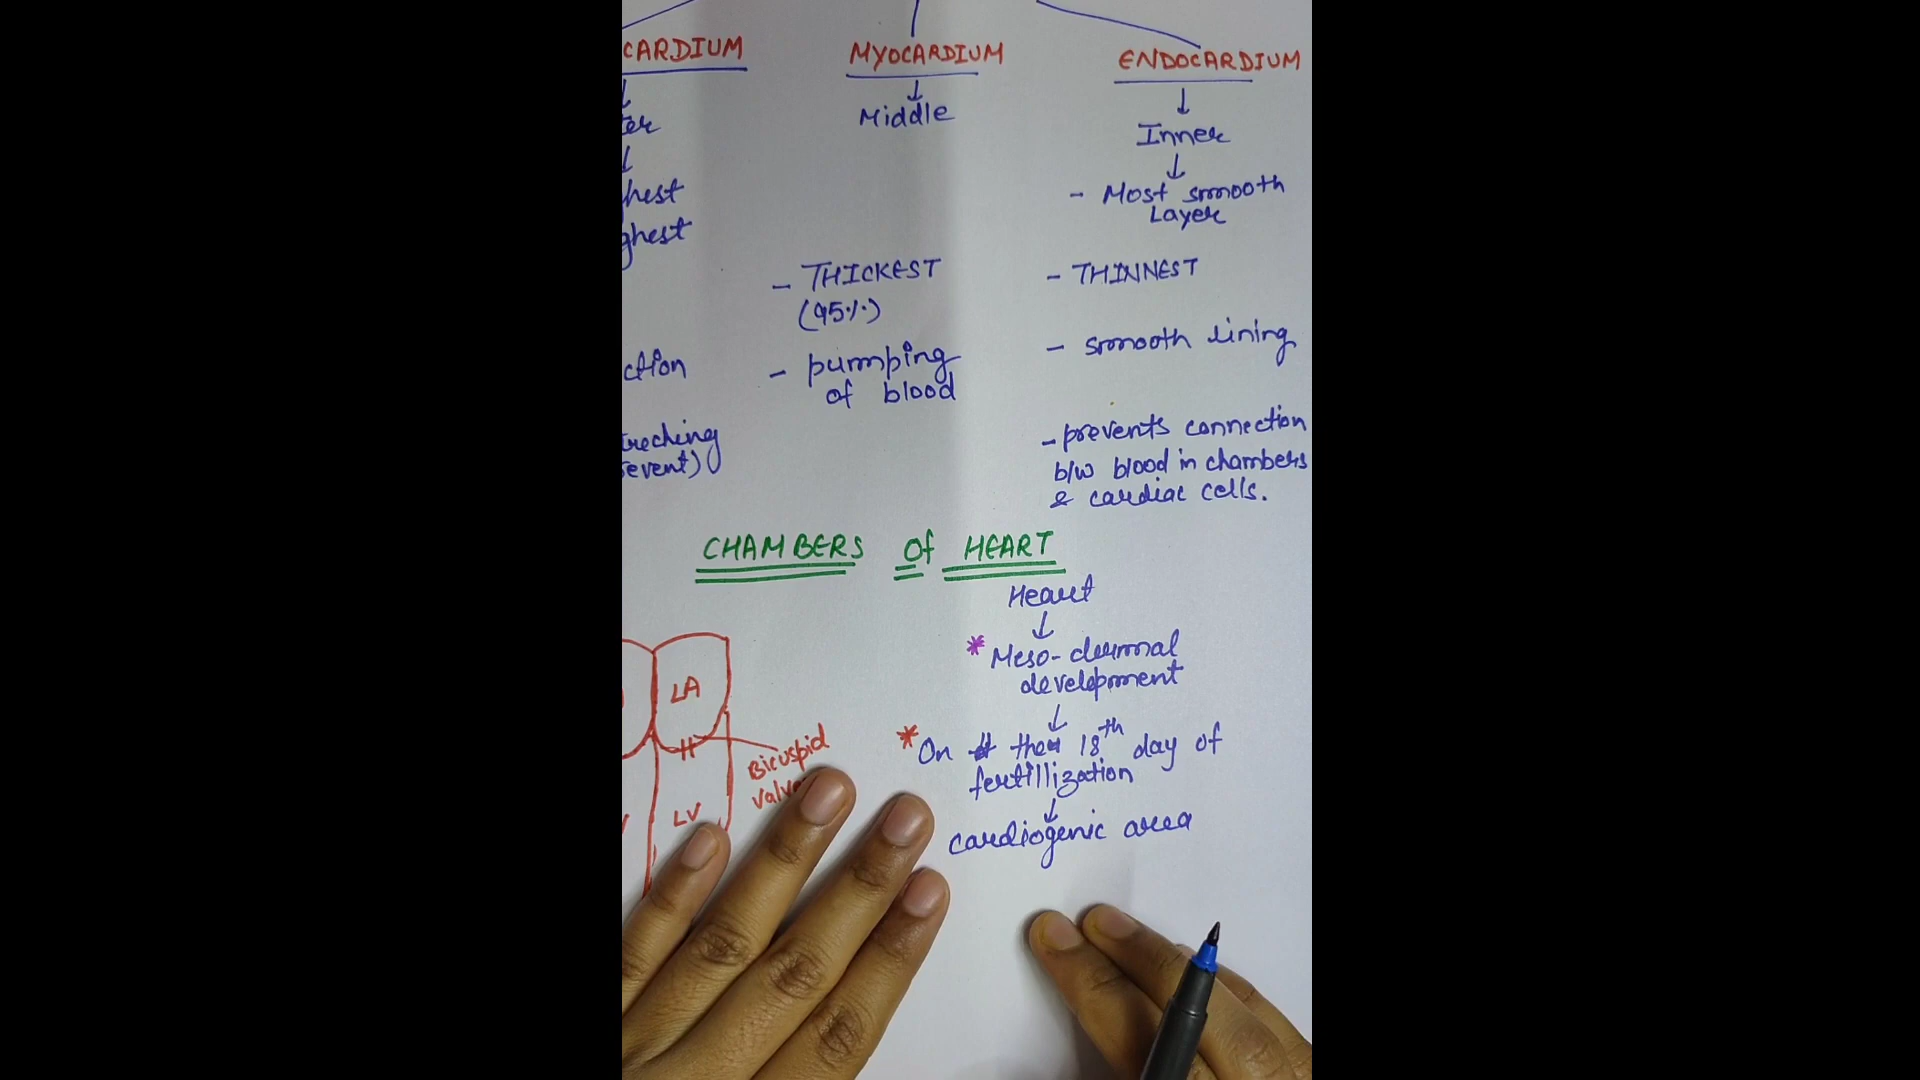 CARDIUM
MYOCARDIUM
ENDOCARDIUM
Middle
Inner
- Most smooth
Layer
- THICKEST
(95%)
- THINNEST
- pumping
of blood
- smooth lining
- prevents connection
b/w blood in chambers
& cardiac cells.
CHAMBERS of HEART
Heart
* Meso-dermal
development
* On the 18th day of
fertillization
cardiogenic area
LA
Bicuspid
valve
LV